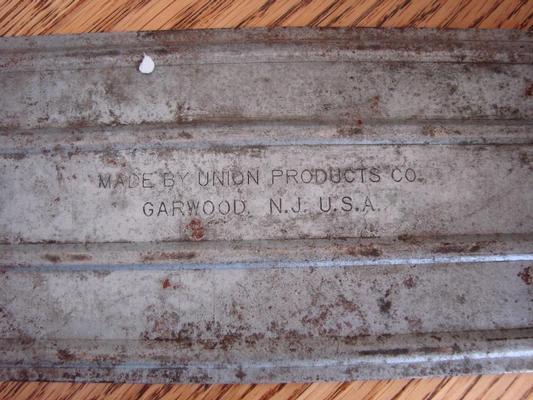 MADE BY UNION PRODUCTS CO.
GARWOOD, N.J. U.S.A.